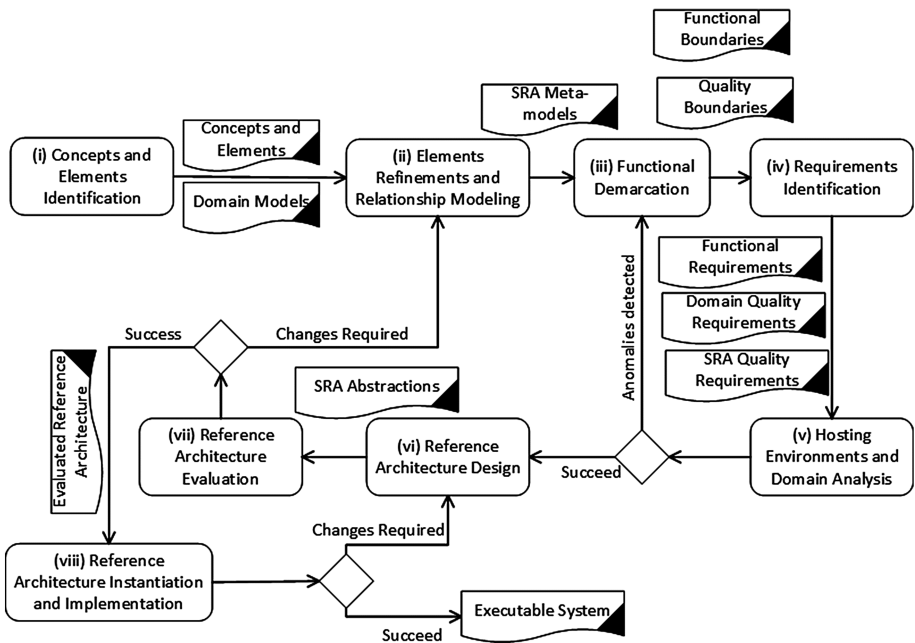 Functional
Boundaries
Quality
Boundaries
SRA Meta-
models
Concepts and
Elements
Domain Models
(i) Concepts and
Elements
Identification
(ii) Elements
Refinements and
Relationship Modeling
(iii) Functional
Demarcation
(iv) Requirements
Identification
Functional
Requirements
Domain Quality
Requirements
SRA Quality
Requirements
Anomalies detected
Success
Changes Required
SRA Abstractions
Evaluated Reference
Architecture
(vii) Reference
Architecture
Evaluation
(vi) Reference
Architecture Design
Succeed
(v) Hosting
Environments and
Domain Analysis
Changes Required
(viii) Reference
Architecture Instantiation
and Implementation
Executable System
Succeed